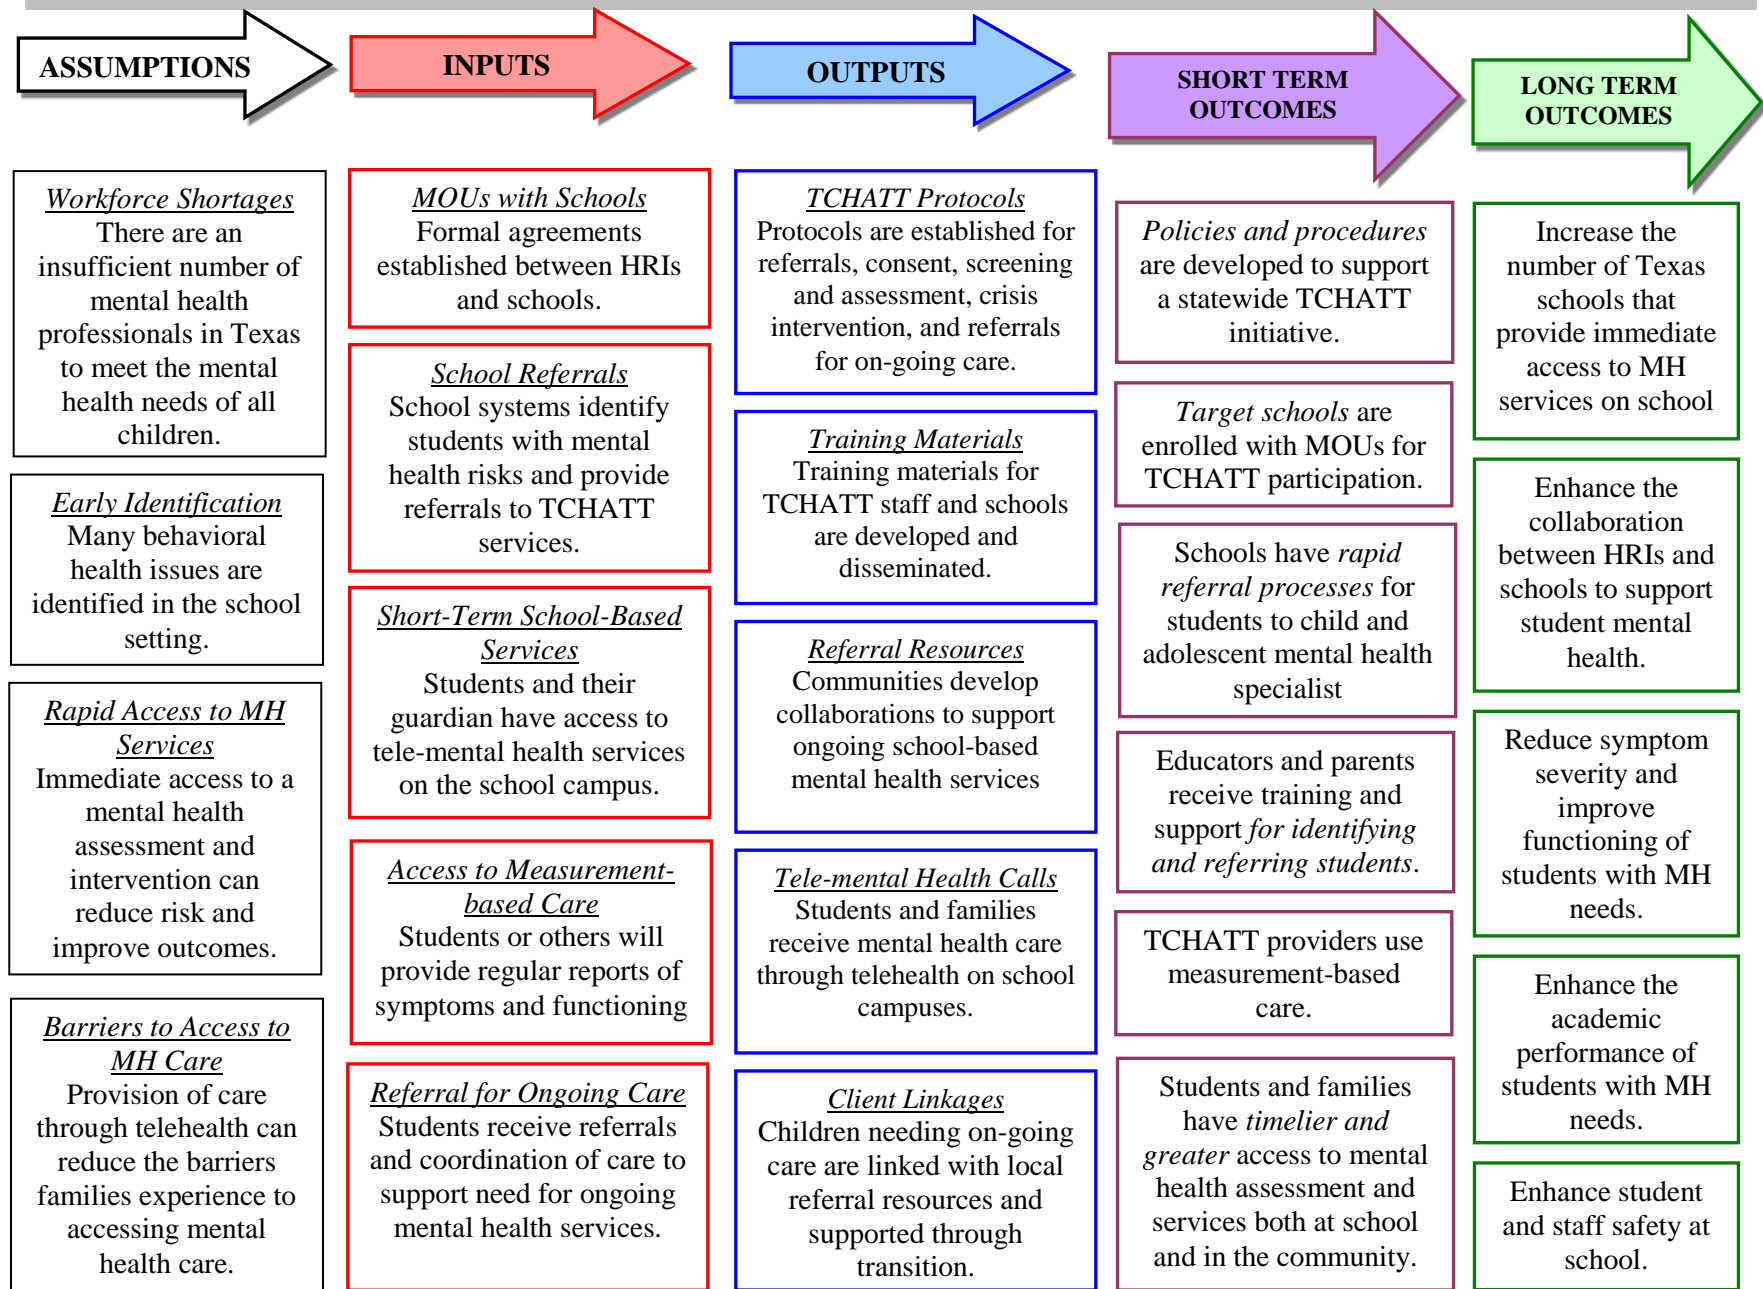 ASSUMPTIONS
INPUTS
OUTPUTS
SHORT TERM
OUTCOMES
LONG TERM
OUTCOMES
Workforce Shortages
There are an
insufficient number of
mental health
professionals in Texas
to meet the mental
health needs of all
children.
Early Identification
Many behavioral
health issues are
identified in the school
setting.
Rapid Access to MH
Services
Immediate access to a
mental health
assessment and
intervention can
reduce risk and
improve outcomes.
Barriers to Access to
MH Care
Provision of care
through telehealth can
reduce the barriers
families experience to
accessing mental
health care.
MOUs with Schools
Formal agreements
established between HRIs
and schools.
School Referrals
School systems identify
students with mental
health risks and provide
referrals to TCHATT
services.
Short-Term School-Based
Services
Students and their
guardian have access to
tele-mental health services
on the school campus.
Access to Measurement-
based Care
Students or others will
provide regular reports of
symptoms and functioning
Referral for Ongoing Care
Students receive referrals
and coordination of care to
support need for ongoing
mental health services.
TCHATT Protocols
Protocols are established for
referrals, consent, screening
and assessment, crisis
intervention, and referrals
for on-going care.
Training Materials
Training materials for
TCHATT staff and schools
are developed and
disseminated.
Referral Resources
Communities develop
collaborations to support
ongoing school-based
mental health services
Tele-mental Health Calls
Students and families
receive mental health care
through telehealth on school
campuses.
Client Linkages
Children needing on-going
care are linked with local
referral resources and
supported through
transition.
Policies and procedures
are developed to support
a statewide TCHATT
initiative.
Target schools are
enrolled with MOUs for
TCHATT participation.
Schools have rapid
referral processes for
students to child and
adolescent mental health
specialist
Educators and parents
receive training and
support for identifying
and referring students.
TCHATT providers use
measurement-based
care.
Students and families
have timelier and
greater access to mental
health assessment and
services both at school
and in the community.
Increase the
number of Texas
schools that
provide immediate
access to MH
services on school
Enhance the
collaboration
between HRIs and
schools to support
student mental
health.
Reduce symptom
severity and
improve
functioning of
students with MH
needs.
Enhance the
academic
performance of
students with MH
needs.
Enhance student
and staff safety at
school.